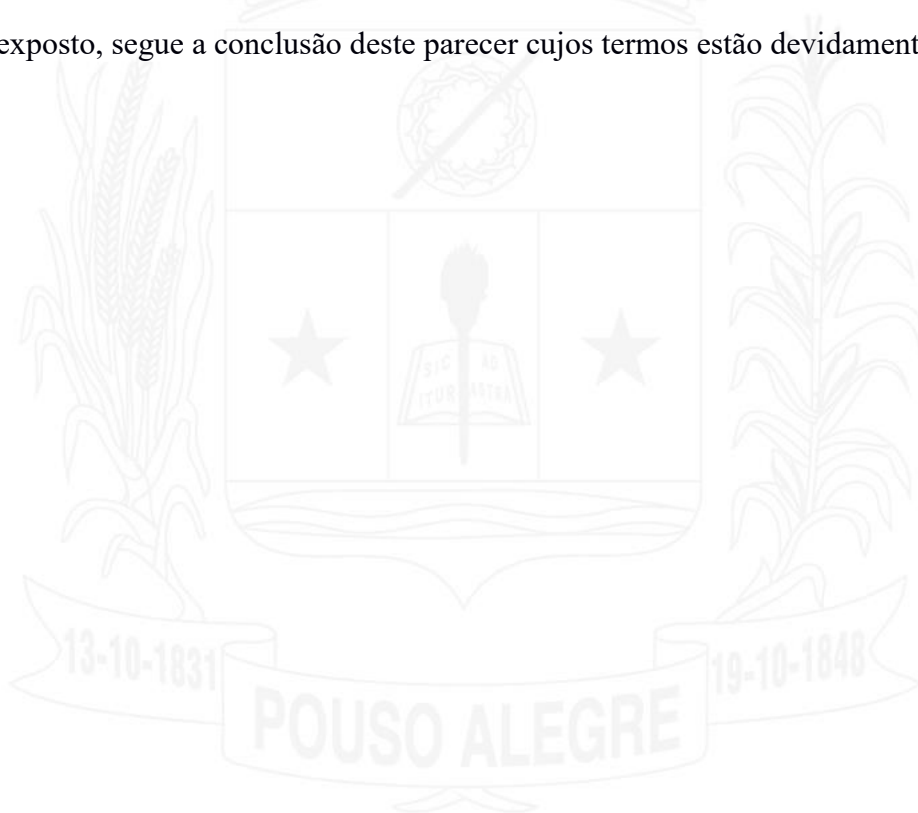 exposto, segue a conclusão deste parecer cujos termos estão devidament
SIC AD
ITUR ASTRA
13-10-1831
19-10-1848
POUSO ALEGRE